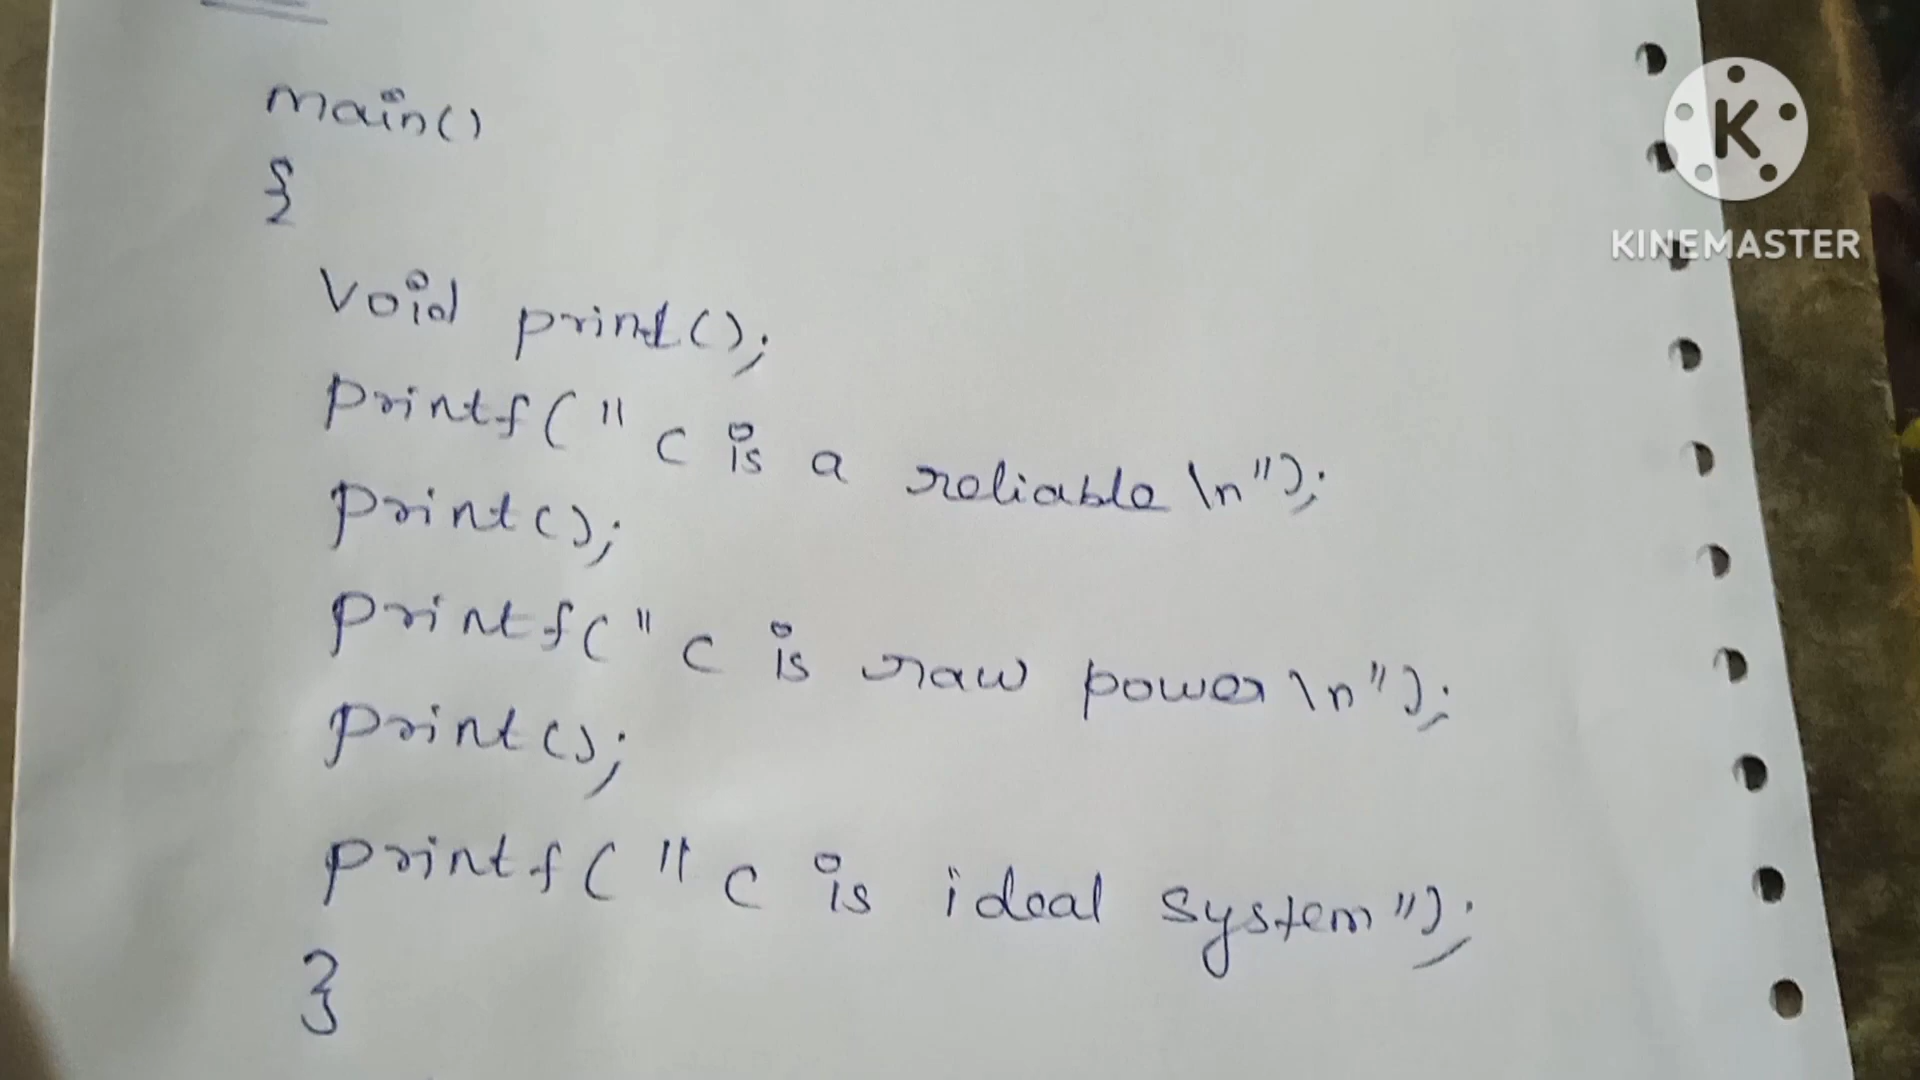 main()
{
void print();
printf(" C is a reliable \n");
print();
printf(" C is raw power \n");
print();
printf(" C is ideal system");
}
K
KINEMASTER